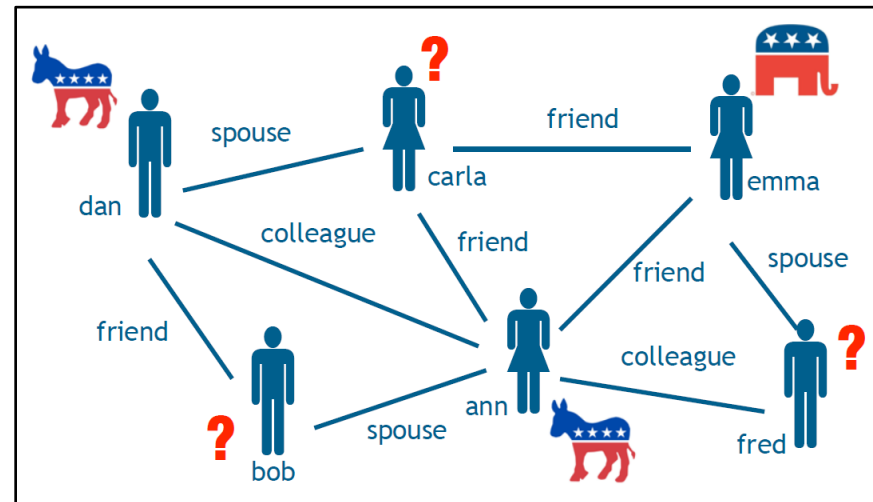 ?
spouse
friend
carla
emma
dan
colleague
friend
friend
spouse
friend
colleague
?
ann
?
spouse
fred
bob